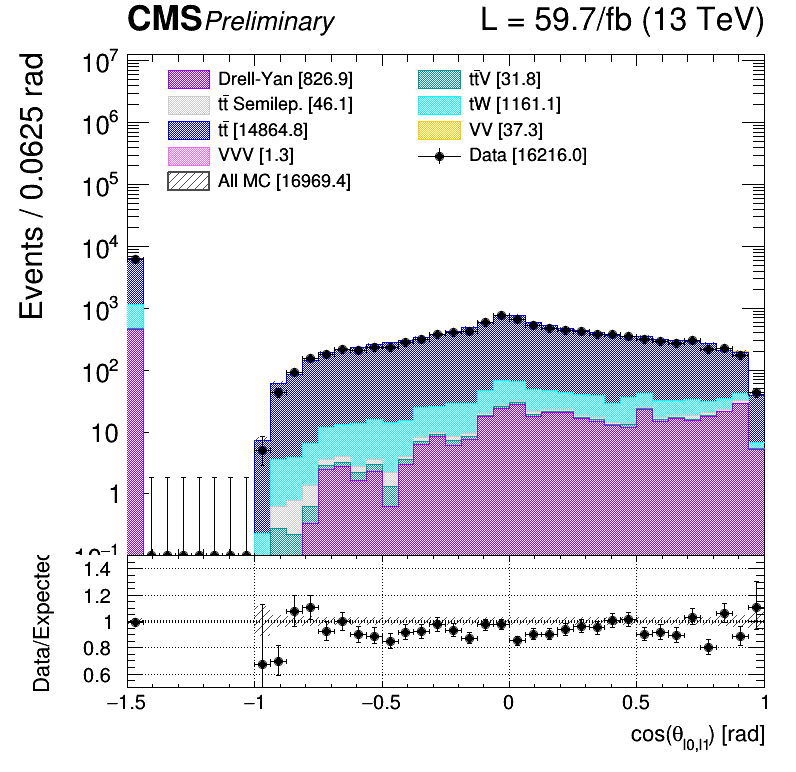 CMS Preliminary L = 59.7/fb (13 TeV)
Events / 0.0625 rad
10⁷
10⁶
10⁵
10⁴
10³
10²
10
1
10⁻¹
Drell-Yan [826.9]
tt̄ Semilep. [46.1]
tt̄ [14864.8]
VVV [1.3]
All MC [16969.4]
tt̄V [31.8]
tW [1161.1]
VV [37.3]
Data [16216.0]
Data/Expected
1.4
1.2
1
0.8
0.6
−1.5 −1 −0.5 0 0.5 1
cos(θ_l0,l1) [rad]